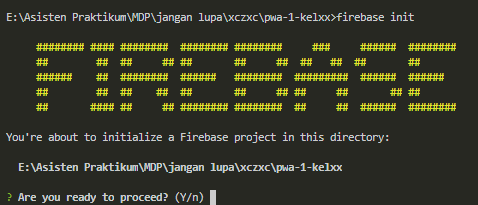 E:\Asisten Praktikum\MDP\jangan lupa\xczxc\pwa-1-kelxx>firebase init
FIREBASE
You're about to initialize a Firebase project in this directory:
E:\Asisten Praktikum\MDP\jangan lupa\xczxc\pwa-1-kelxx
? Are you ready to proceed? (Y/n)